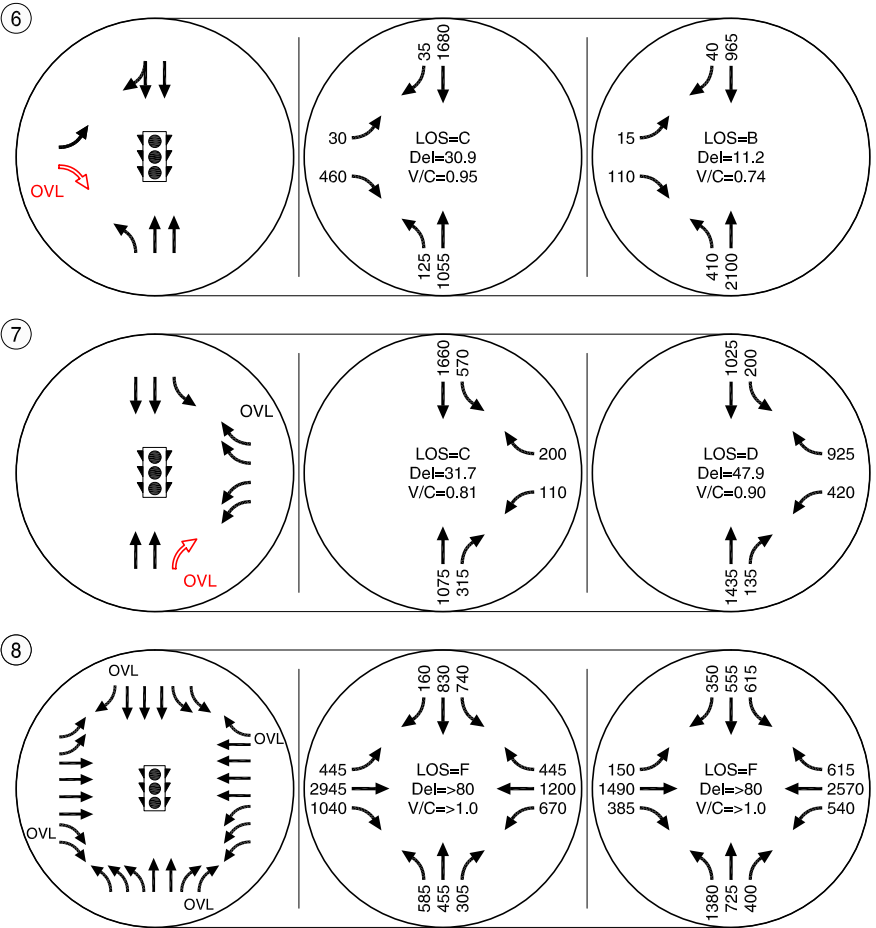 6
OVL
35
1680
30
460
LOS=C
Del=30.9
V/C=0.95
125
1055
40
965
15
110
LOS=B
Del=11.2
V/C=0.74
410
2100
7
OVL
OVL
1660
570
LOS=C
Del=31.7
V/C=0.81
200
110
1075
315
1025
200
LOS=D
Del=47.9
V/C=0.90
925
420
1435
135
8
OVL
OVL
OVL
OVL
160
830
740
445
2945
1040
LOS=F
Del=>80
V/C=>1.0
445
1200
670
585
455
305
350
555
615
150
1490
385
LOS=F
Del=>80
V/C=>1.0
615
2570
540
1380
725
400